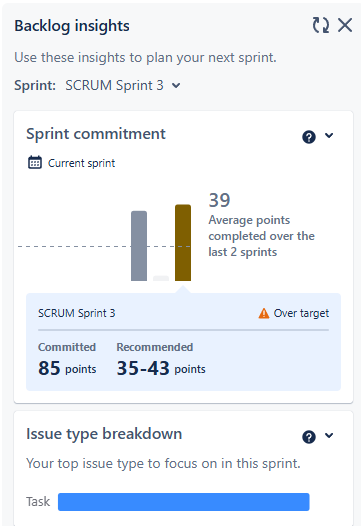 Backlog insights
Use these insights to plan your next sprint.
Sprint: SCRUM Sprint 3
Sprint commitment
?
Current sprint
39
Average points
completed over the
last 2 sprints
SCRUM Sprint 3
Over target
Committed
Recommended
85 points
35-43 points
Issue type breakdown
?
Your top issue type to focus on in this sprint.
Task